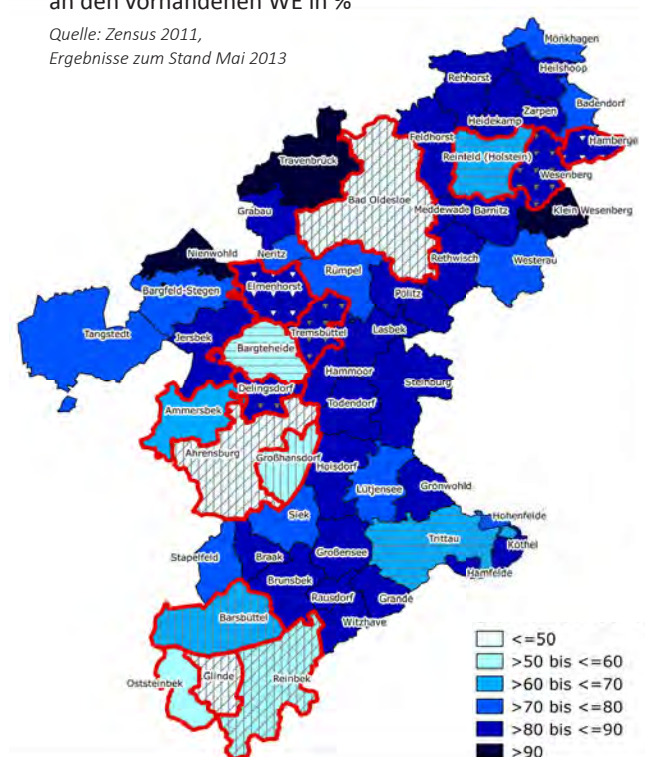 an den vorhandenen WE in %
Quelle: Zensus 2011,
Ergebnisse zum Stand Mai 2013
Mönkhagen
Rehhorst
Heilshoop
Zarpen
Badendorf
Heidekamp
Feldhorst
Hamberge
Reinfeld (Holstein)
Travenbrück
Wesenberg
Bad Oldesloe
Grabau
Meddewade
Barnitz
Klein Wesenberg
Nienwohld
Neritz
Rethwisch
Westerau
Rümpel
Bargfeld-Stegen
Elmenhorst
Pölitz
Tangstedt
Jersbek
Tremsbüttel
Lasbek
Bargteheide
Hammoor
Steinburg
Delingsdorf
Todendorf
Ammersbek
Ahrensburg
Großhansdorf
Hoisdorf
Lütjensee
Grönwohld
Siek
Hohenfelde
Trittau
Köthel
Stapelfeld
Braak
Großensee
Hamfelde
Brunsbek
Rausdorf
Grande
Barsbüttel
Witzhave
Oststeinbek
Glinde
Reinbek
<=50
>50 bis <=60
>60 bis <=70
>70 bis <=80
>80 bis <=90
>90